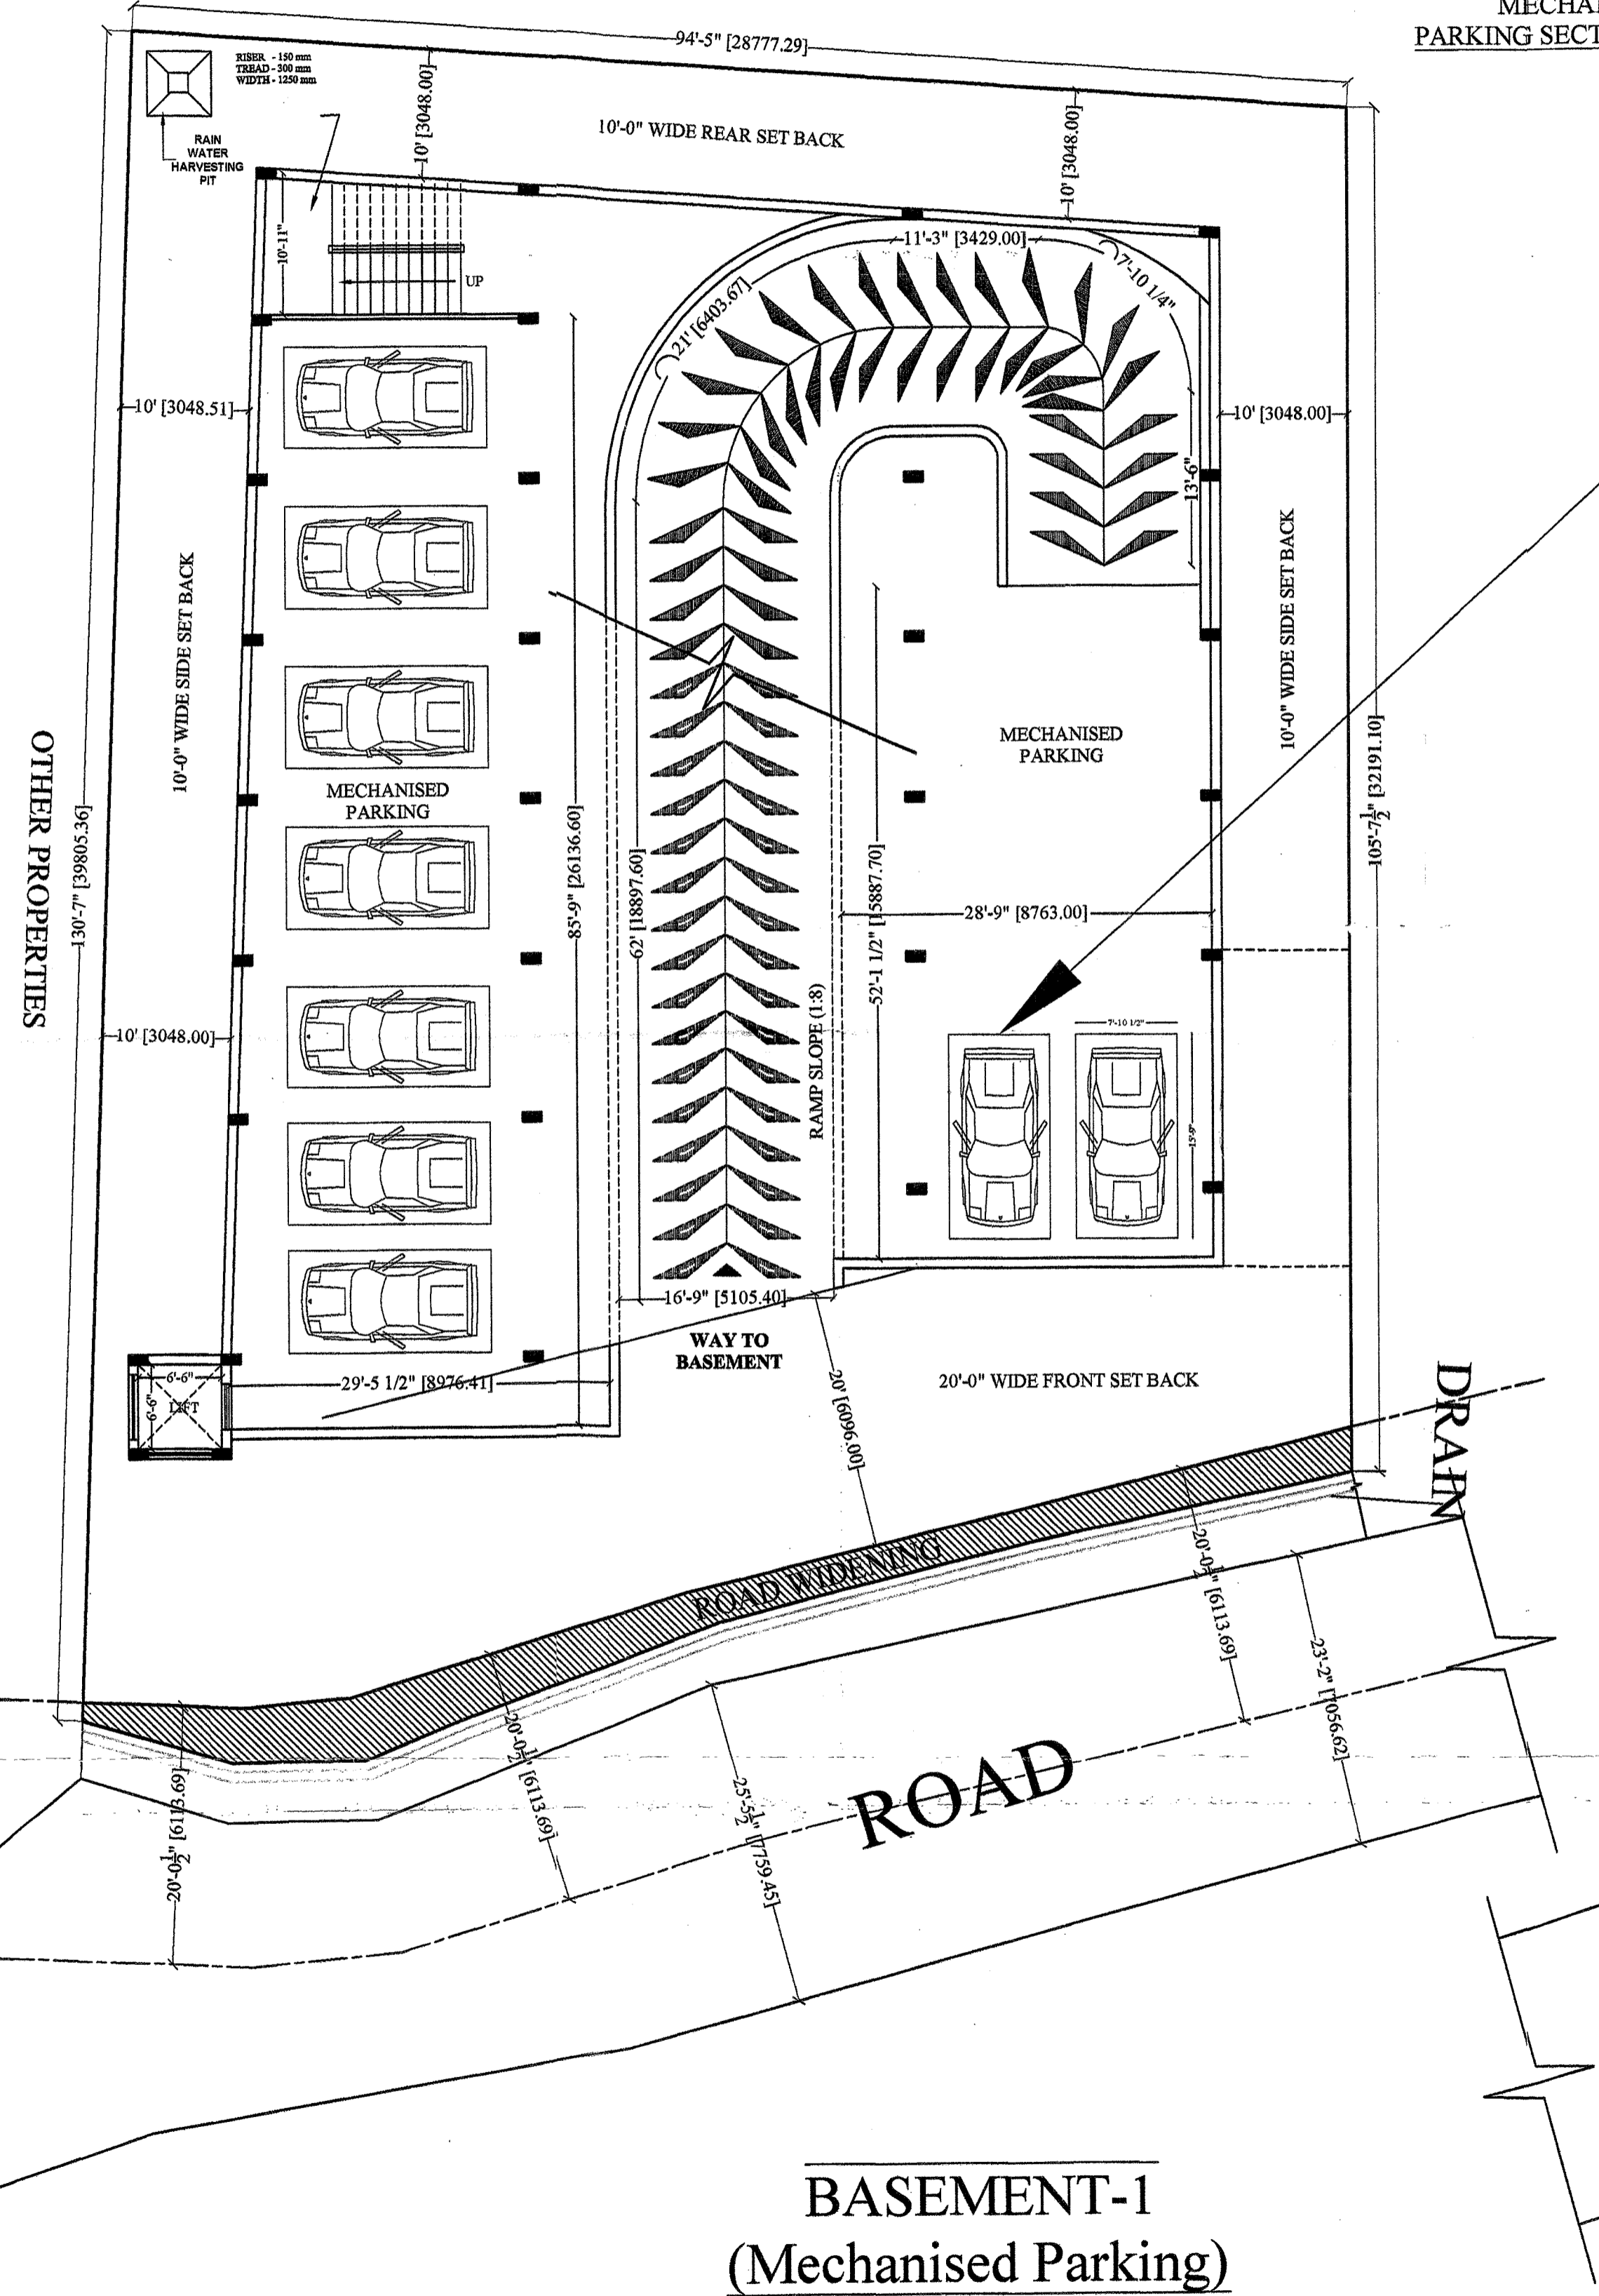 MECHA
PARKING SECT
94'-5" [28777.29]
RISER - 150 mm
TREAD - 300 mm
WIDTH - 1250 mm
RAIN
WATER
HARVESTING
PIT
10' [3048.00]
10'-0" WIDE REAR SET BACK
10' [3048.00]
10'-11"
UP
11'-3" [3429.00]
7'-10 1/4"
21' [6403.67]
10' [3048.51]
10' [3048.00]
13'-6"
10'-0" WIDE SIDE SET BACK
10'-0" WIDE SIDE SET BACK
OTHER PROPERTIES
130'-7" [39805.36]
MECHANISED
PARKING
MECHANISED
PARKING
105'-7 1/2" [32191.10]
85'-9" [26136.60]
62' [18897.60]
52'-1 1/2" [15887.70]
28'-9" [8763.00]
10' [3048.00]
RAMP SLOPE (1:8)
7'-10 1/2"
15'-9"
16'-9" [5105.40]
WAY TO
BASEMENT
6'-6"
6'-6"
LIFT
29'-5 1/2" [8976.41]
20' [6096.00]
20'-0" WIDE FRONT SET BACK
DRAIN
ROAD WIDENING
20'-0 1/2" [6113.69]
23'-2" [7056.62]
20'-0 1/2" [6113.69]
20'-0 1/2" [6113.69]
25'-5 1/2" [7759.45]
ROAD
BASEMENT-1
(Mechanised Parking)